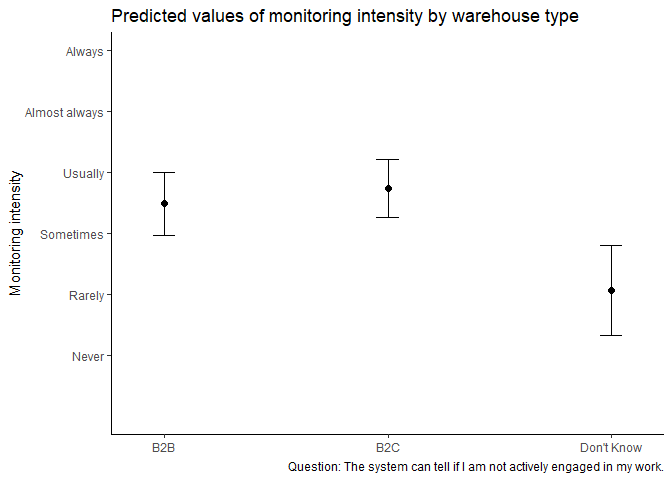 Predicted values of monitoring intensity by warehouse type
Monitoring intensity
Always
Almost always
Usually
Sometimes
Rarely
Never
B2B
B2C
Don't Know
Question: The system can tell if I am not actively engaged in my work.